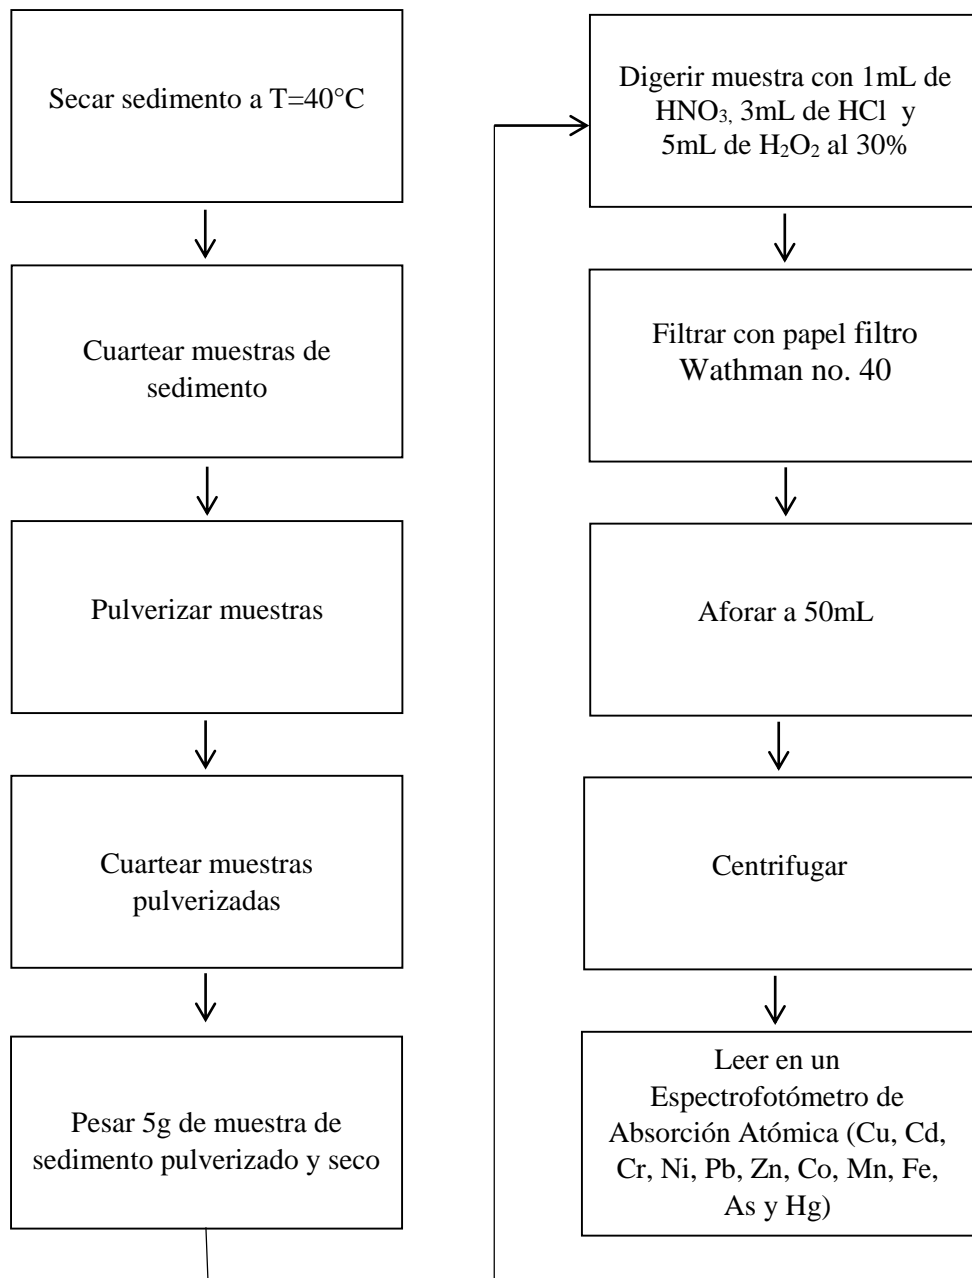 Secar sedimento a T=40°C
Cuartear muestras de
sedimento
Pulverizar muestras
Cuartear muestras
pulverizadas
Pesar 5g de muestra de
sedimento pulverizado y seco
Digerir muestra con 1mL de
HNO₃, 3mL de HCl y
5mL de H₂O₂ al 30%
Filtrar con papel filtro
Wathman no. 40
Aforar a 50mL
Centrifugar
Leer en un
Espectrofotómetro de
Absorción Atómica (Cu, Cd,
Cr, Ni, Pb, Zn, Co, Mn, Fe,
As y Hg)